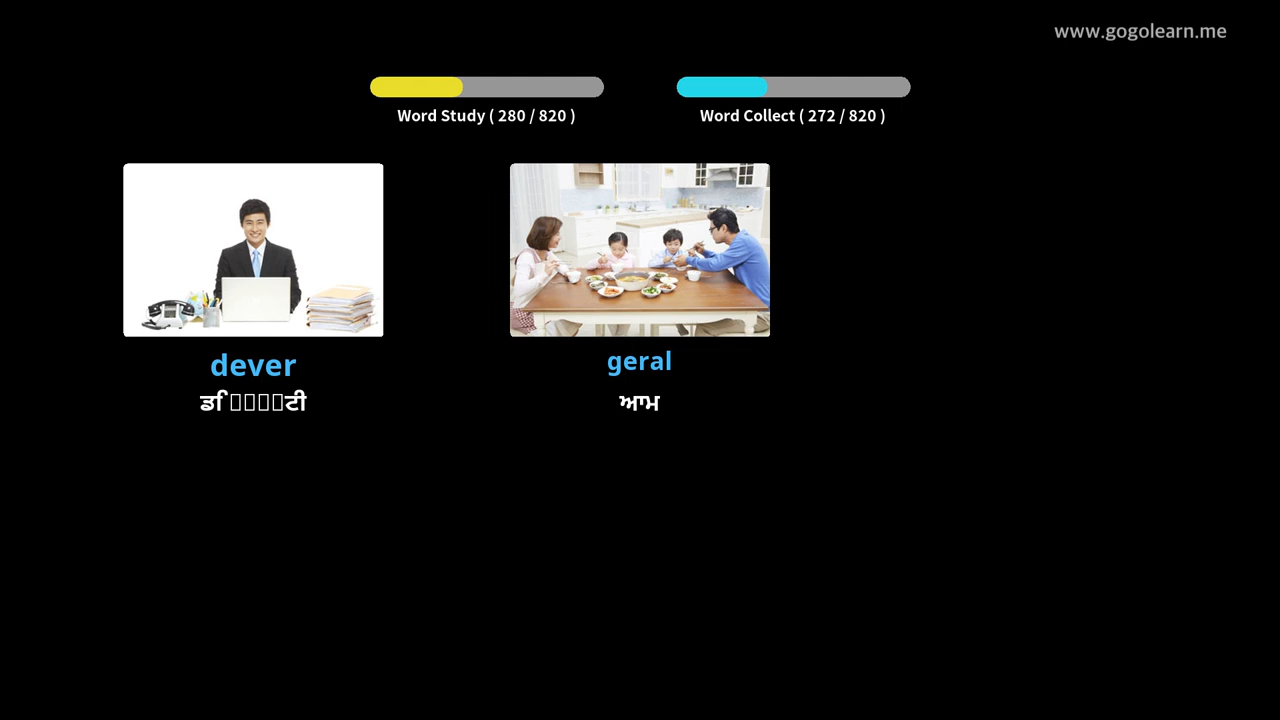 www.gogolearn.me
Word Study ( 280 / 820 )
Word Collect ( 272 / 820 )
dever
geral
ਆਮ